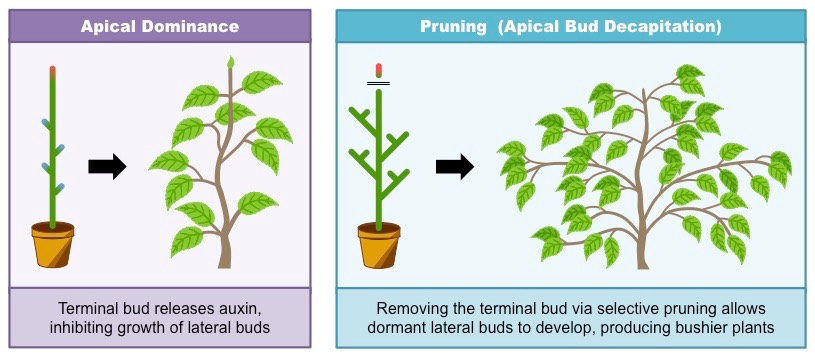 Apical Dominance
Terminal bud releases auxin,
inhibiting growth of lateral buds
Pruning (Apical Bud Decapitation)
Removing the terminal bud via selective pruning allows
dormant lateral buds to develop, producing bushier plants